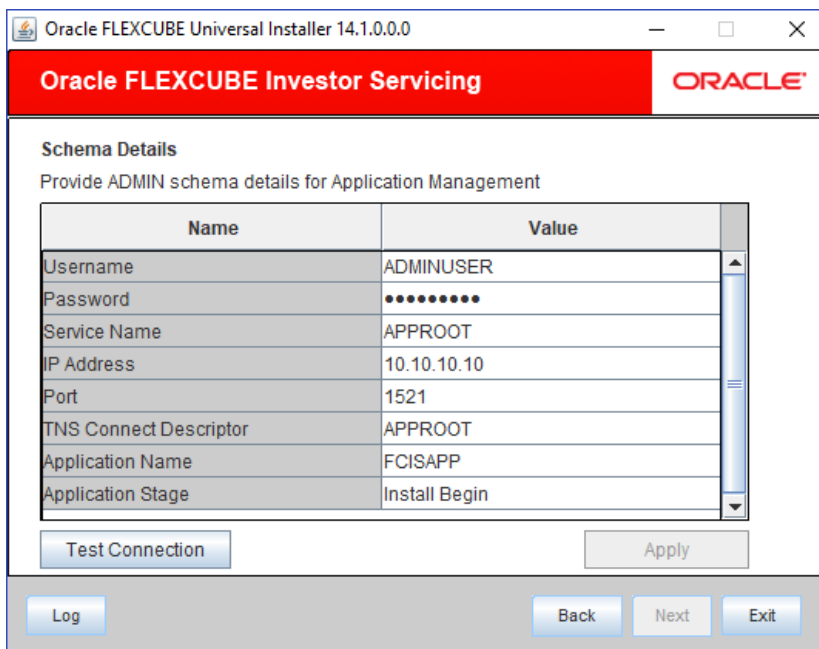 Oracle FLEXCUBE Universal Installer 14.1.0.0.0
Oracle FLEXCUBE Investor Servicing
ORACLE®
Schema Details
Provide ADMIN schema details for Application Management
Name Value
Username ADMINUSER
Password •••••••••
Service Name APPROOT
IP Address 10.10.10.10
Port 1521
TNS Connect Descriptor APPROOT
Application Name FCISAPP
Application Stage Install Begin
Test Connection Apply
Log Back Next Exit